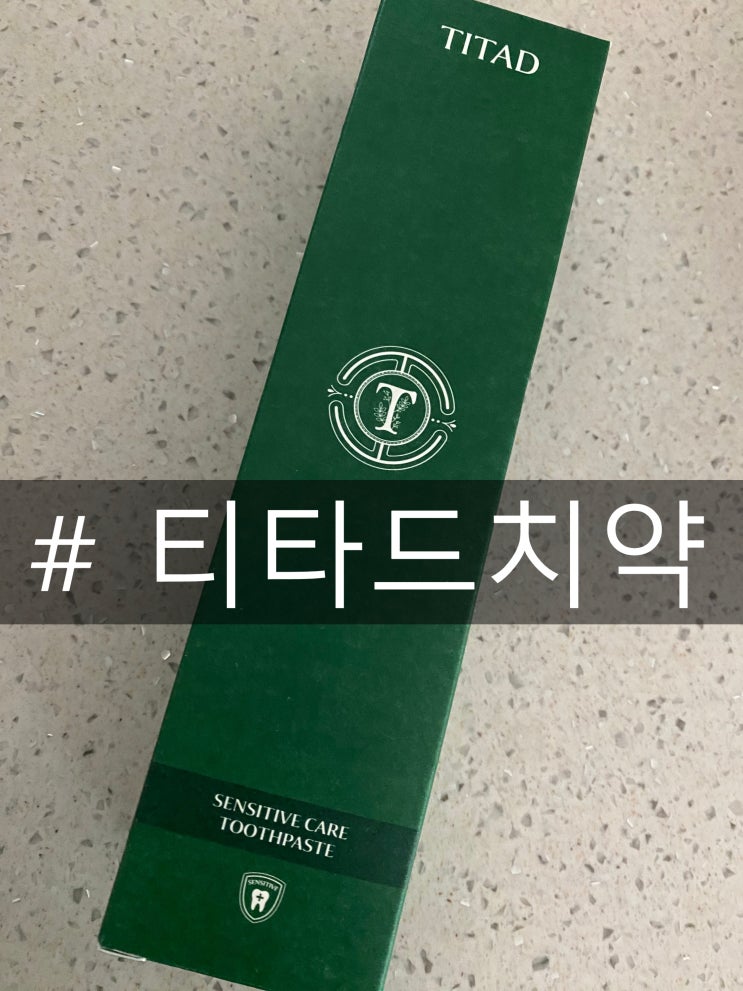 TITAD
T
# 티타드치약
SENSITIVE CARE
TOOTHPASTE
SENSITIVE